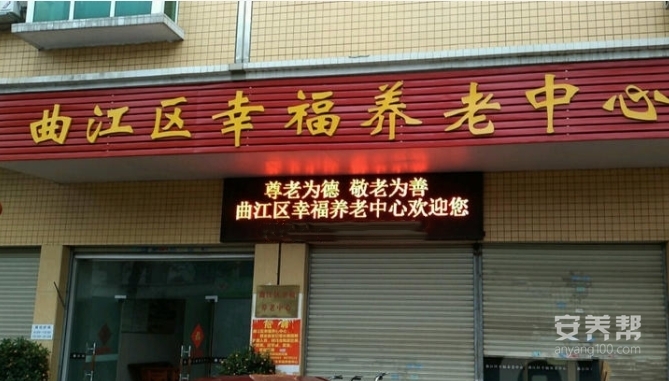 曲江区幸福养老中心
尊老为德 敬老为善
曲江区幸福养老中心欢迎您
安养帮
anyang100.com